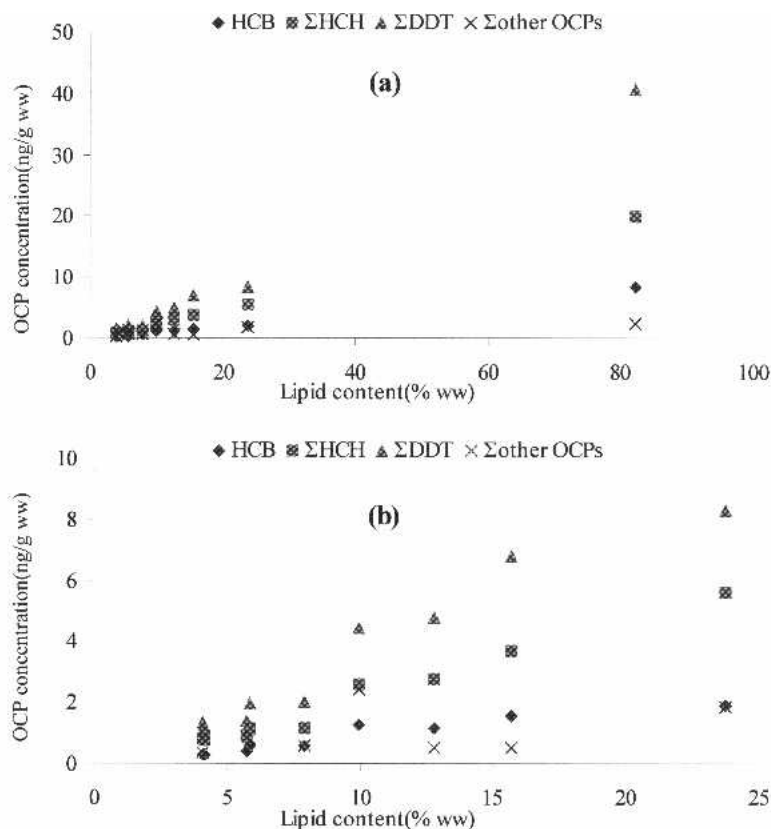 ◆ HCB ▩ ΣHCH ▲ ΣDDT × Σother OCPs
50
(a)
40
30
20
10
0
OCP concentration(ng/g ww)
0 20 40 60 80 100
Lipid content(% ww)
◆ HCB ▩ ΣHCH ▲ ΣDDT × Σother OCPs
10
(b)
8
6
4
2
0
OCP concentration(ng/g ww)
0 5 10 15 20 25
Lipid content(% ww)